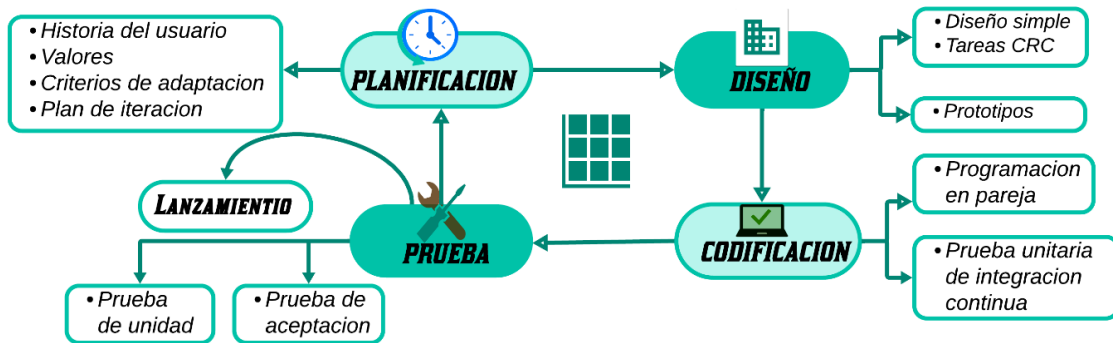 • Historia del usuario
• Valores
• Criterios de adaptacion
• Plan de iteracion
PLANIFICACION
DISEÑO
• Diseño simple
• Tareas CRC
• Prototipos
LANZAMIENTIO
PRUEBA
CODIFICACION
• Programacion
en pareja
• Prueba unitaria
de integracion
continua
• Prueba
de unidad
• Prueba de
aceptacion